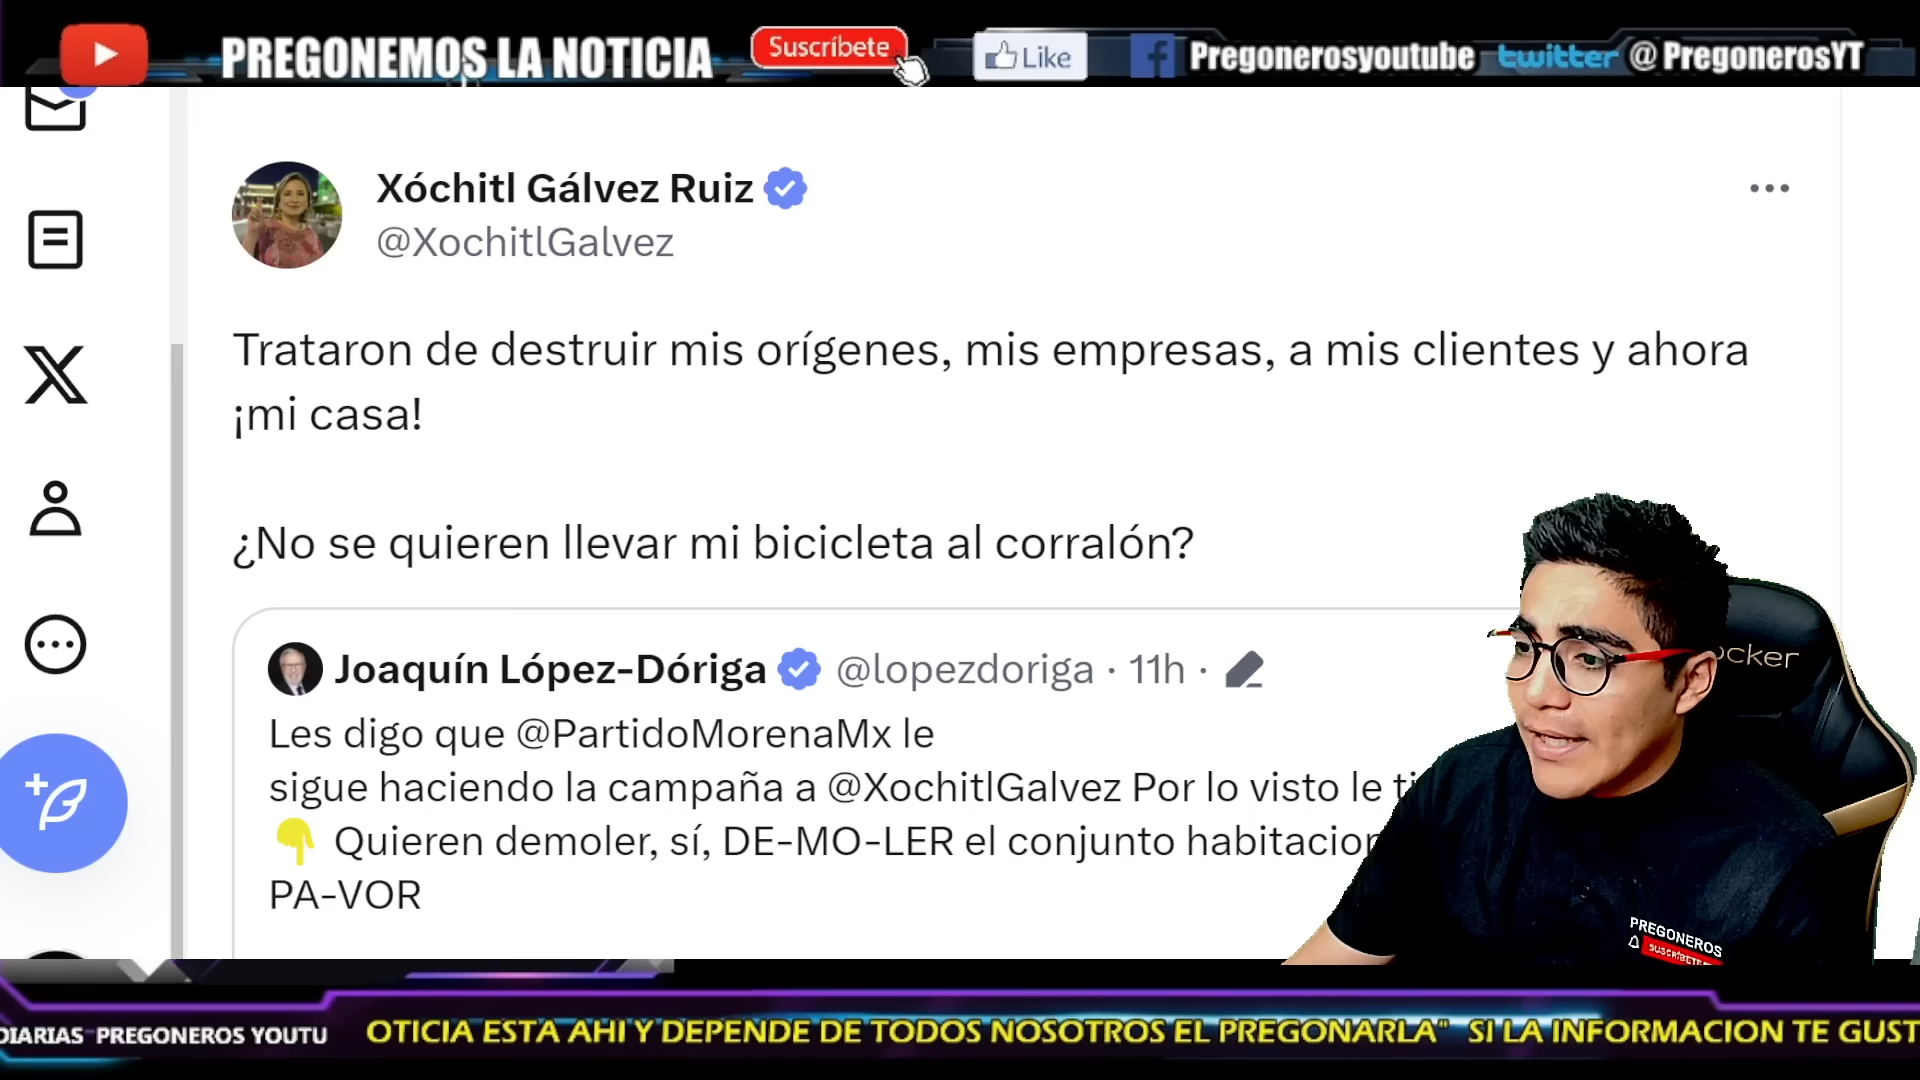 PREGONEMOS LA NOTICIA
Suscríbete
Like
Pregonerosyoutube
twitter @PregonerosYT
Xóchitl Gálvez Ruiz
@XochitlGalvez
Trataron de destruir mis orígenes, mis empresas, a mis clientes y ahora
¡mi casa!
¿No se quieren llevar mi bicicleta al corralón?
Joaquín López-Dóriga @lopezdoriga · 11h ·
Les digo que @PartidoMorenaMx le
sigue haciendo la campaña a @XochitlGalvez Por lo visto le
Quieren demoler, sí, DE-MO-LER el conjunto
PA-VOR
PREGONEROS
SUSCRIBETE
DIARIAS PREGONEROS YOUTU
OTICIA ESTA AHI Y DEPENDE DE TODOS NOSOTROS EL PREGONARLA" SI LA INFORMACION TE GUST